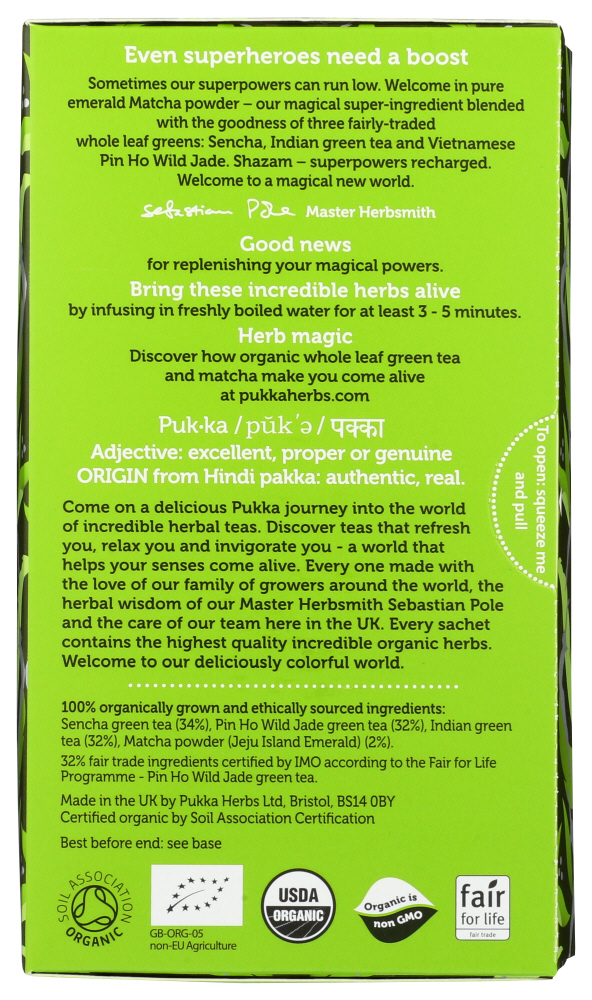 Even superheroes need a boost
Sometimes our superpowers can run low. Welcome in pure
emerald Matcha powder – our magical super-ingredient blended
with the goodness of three fairly-traded
whole leaf greens: Sencha, Indian green tea and Vietnamese
Pin Ho Wild Jade. Shazam – superpowers recharged.
Welcome to a magical new world.
Sebastian Pole Master Herbsmith
Good news
for replenishing your magical powers.
Bring these incredible herbs alive
by infusing in freshly boiled water for at least 3 - 5 minutes.
Herb magic
Discover how organic whole leaf green tea
and matcha make you come alive
at pukkaherbs.com
Puk·ka /pŭk′ə/ पक्का
Adjective: excellent, proper or genuine
ORIGIN from Hindi pakka: authentic, real.
To open: squeeze me
and pull
Come on a delicious Pukka journey into the world
of incredible herbal teas. Discover teas that refresh
you, relax you and invigorate you - a world that
helps your senses come alive. Every one made with
the love of our family of growers around the world, the
herbal wisdom of our Master Herbsmith Sebastian Pole
and the care of our team here in the UK. Every sachet
contains the highest quality incredible organic herbs.
Welcome to our deliciously colorful world.
100% organically grown and ethically sourced ingredients:
Sencha green tea (34%), Pin Ho Wild Jade green tea (32%), Indian green
tea (32%), Matcha powder (Jeju Island Emerald) (2%).
32% fair trade ingredients certified by IMO according to the Fair for Life
Programme - Pin Ho Wild Jade green tea.
Made in the UK by Pukka Herbs Ltd, Bristol, BS14 0BY
Certified organic by Soil Association Certification
Best before end: see base
SOIL ASSOCIATION
ORGANIC
GB-ORG-05
non-EU Agriculture
USDA
ORGANIC
Organic is
non GMO
fair
for life
fair trade